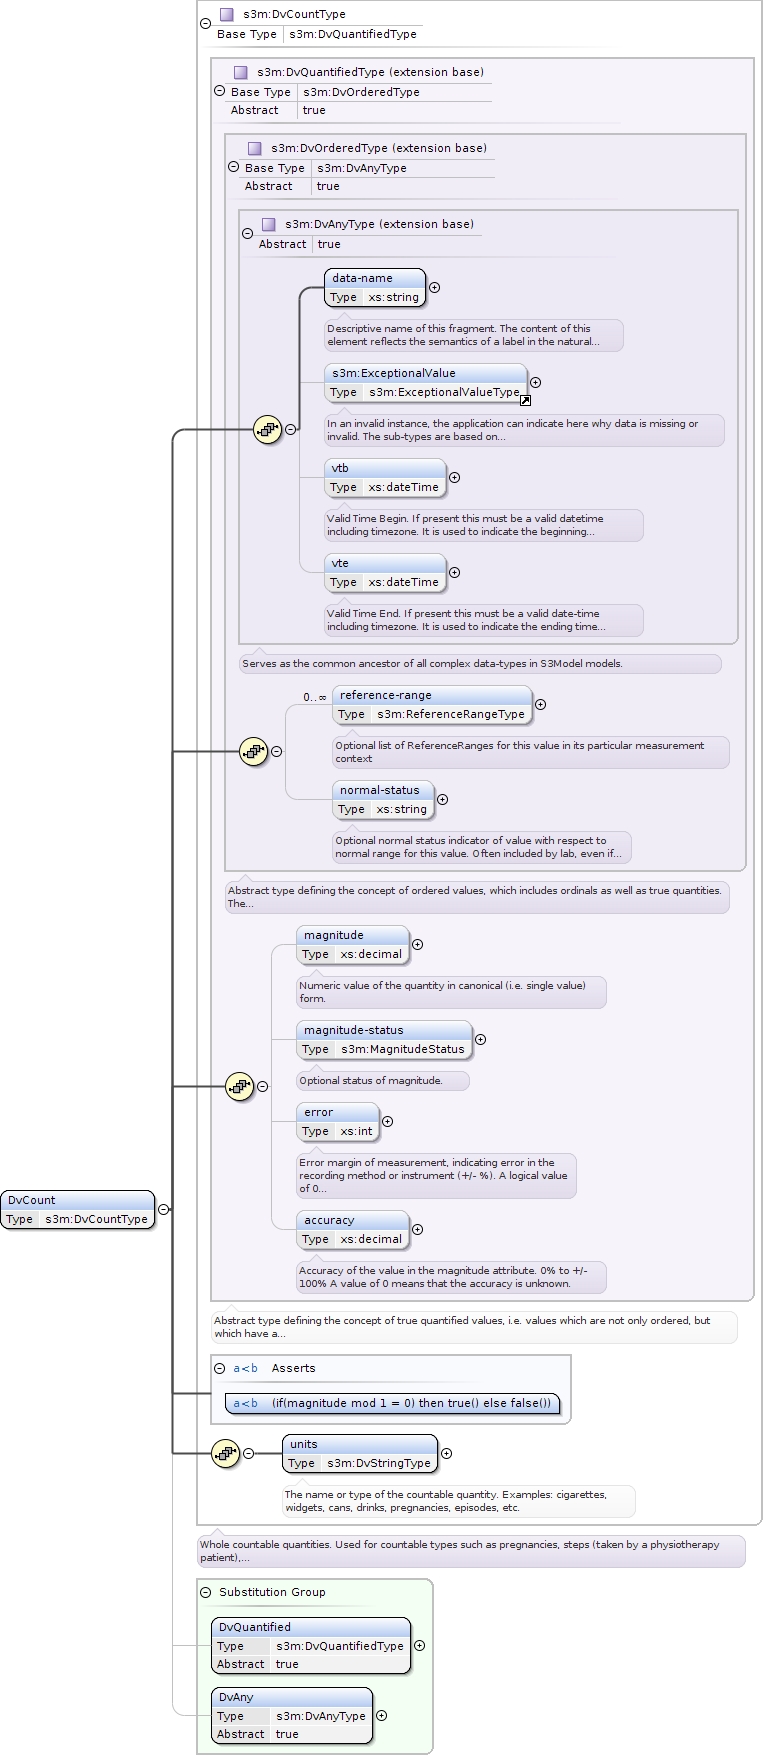 s3m:DvCountType
Base Type s3m:DvQuantifiedType
s3m:DvQuantifiedType (extension base)
Base Type s3m:DvOrderedType
Abstract true
s3m:DvOrderedType (extension base)
Base Type s3m:DvAnyType
Abstract true
s3m:DvAnyType (extension base)
Abstract true
data-name
Type xs:string
Descriptive name of this fragment. The content of this
element reflects the semantics of a label in the natural...
s3m:ExceptionalValue
Type s3m:ExceptionalValueType
In an invalid instance, the application can indicate here why data is missing or
invalid. The sub-types are based on...
vtb
Type xs:dateTime
Valid Time Begin. If present this must be a valid datetime
including timezone. It is used to indicate the beginning...
vte
Type xs:dateTime
Valid Time End. If present this must be a valid date-time
including timezone. It is used to indicate the ending time...
Serves as the common ancestor of all complex data-types in S3Model models.
0..∞
reference-range
Type s3m:ReferenceRangeType
Optional list of ReferenceRanges for this value in its particular measurement
context
normal-status
Type xs:string
Optional normal status indicator of value with respect to
normal range for this value. Often included by lab, even if...
Abstract type defining the concept of ordered values, which includes ordinals as well as true quantities.
The...
magnitude
Type xs:decimal
Numeric value of the quantity in canonical (i.e. single value)
form.
magnitude-status
Type s3m:MagnitudeStatus
Optional status of magnitude.
error
Type xs:int
Error margin of measurement, indicating error in the
recording method or instrument (+/- %). A logical value
of 0...
DvCount
Type s3m:DvCountType
accuracy
Type xs:decimal
Accuracy of the value in the magnitude attribute. 0% to +/-
100% A value of 0 means that the accuracy is unknown.
Abstract type defining the concept of true quantified values, i.e. values which are not only ordered, but
which have a...
a<b Asserts
a<b (if(magnitude mod 1 = 0) then true() else false())
units
Type s3m:DvStringType
The name or type of the countable quantity. Examples: cigarettes,
widgets, cans, drinks, pregnancies, episodes, etc.
Whole countable quantities. Used for countable types such as pregnancies, steps (taken by a physiotherapy
patient),...
Substitution Group
DvQuantified
Type s3m:DvQuantifiedType
Abstract true
DvAny
Type s3m:DvAnyType
Abstract true